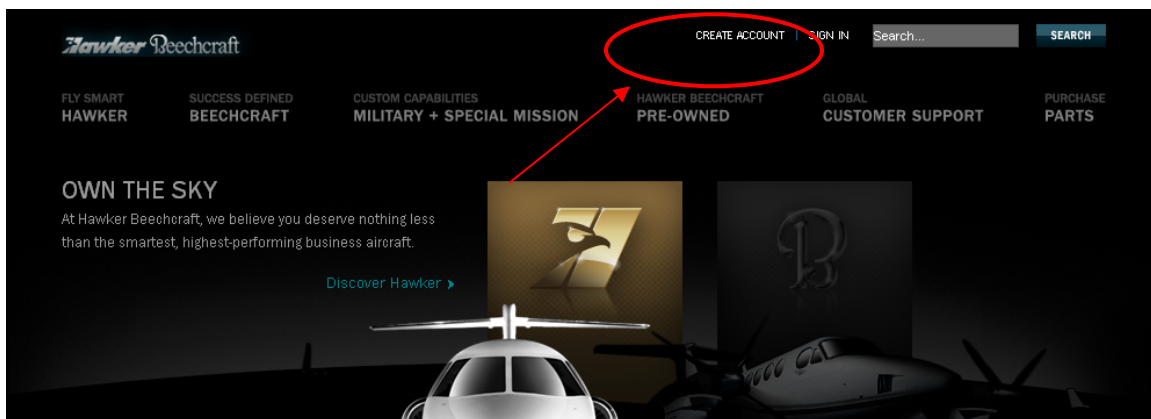 Hawker Beechcraft
CREATE ACCOUNT | SIGN IN Search... SEARCH
FLY SMART SUCCESS DEFINED CUSTOM CAPABILITIES HAWKER BEECHCRAFT GLOBAL PURCHASE
HAWKER BEECHCRAFT MILITARY + SPECIAL MISSION PRE-OWNED CUSTOMER SUPPORT PARTS
OWN THE SKY
At Hawker Beechcraft, we believe you deserve nothing less
than the smartest, highest-performing business aircraft.
Discover Hawker
B